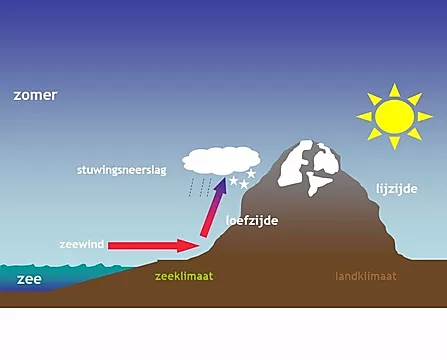 zomer
stuwingsneerslag
lijzijde
loefzijde
zeewind
zee
zeeklimaat
landklimaat